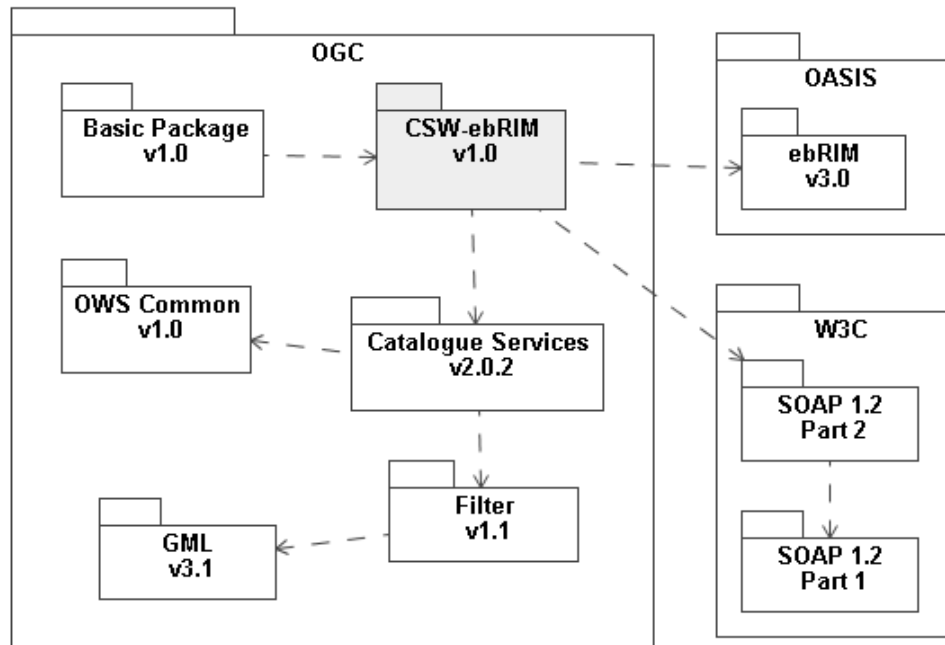 OGC
Basic Package
v1.0
CSW-ebRIM
v1.0
OWS Common
v1.0
Catalogue Services
v2.0.2
Filter
v1.1
GML
v3.1
OASIS
ebRIM
v3.0
W3C
SOAP 1.2
Part 2
SOAP 1.2
Part 1